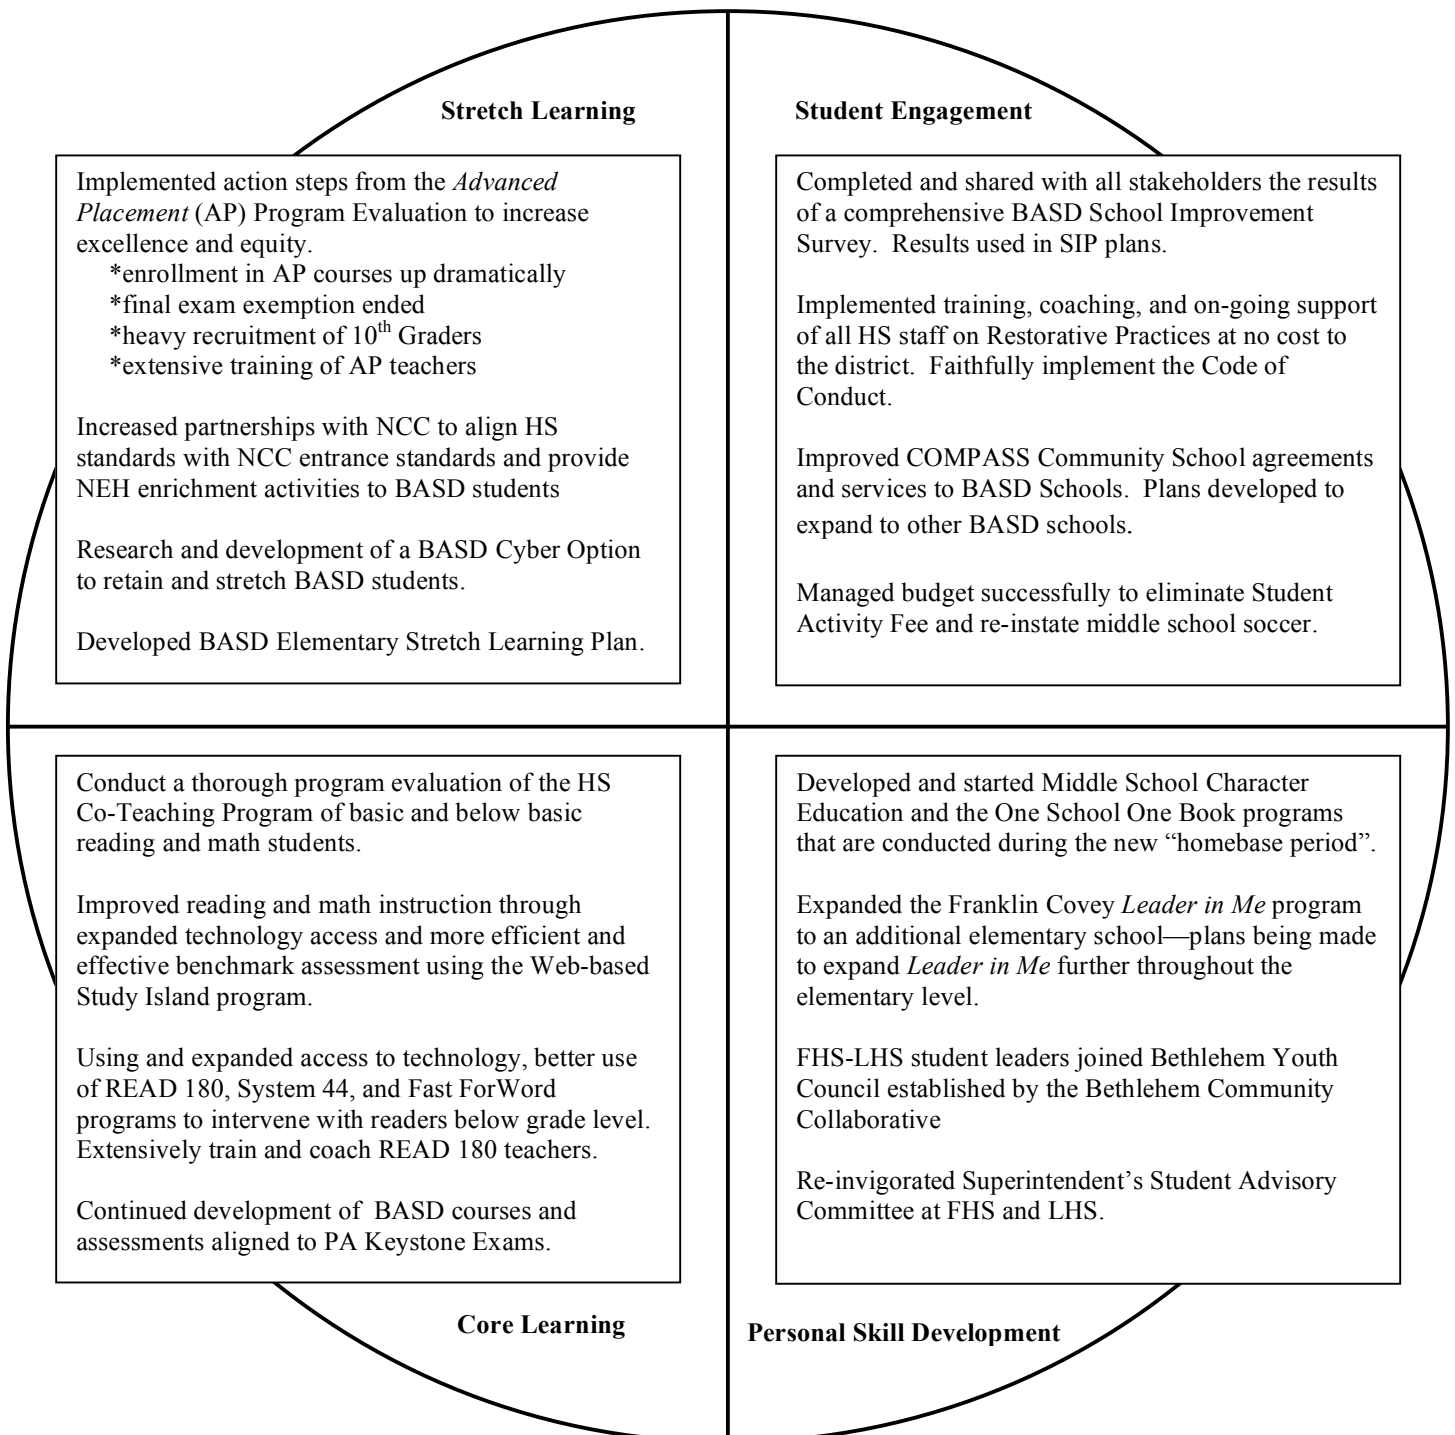 Stretch Learning
Implemented action steps from the Advanced
Placement (AP) Program Evaluation to increase
excellence and equity.
*enrollment in AP courses up dramatically
*final exam exemption ended
*heavy recruitment of 10th Graders
*extensive training of AP teachers
Increased partnerships with NCC to align HS
standards with NCC entrance standards and provide
NEH enrichment activities to BASD students
Research and development of a BASD Cyber Option
to retain and stretch BASD students.
Developed BASD Elementary Stretch Learning Plan.
Student Engagement
Completed and shared with all stakeholders the results
of a comprehensive BASD School Improvement
Survey.  Results used in SIP plans.
Implemented training, coaching, and on-going support
of all HS staff on Restorative Practices at no cost to
the district.  Faithfully implement the Code of
Conduct.
Improved COMPASS Community School agreements
and services to BASD Schools.  Plans developed to
expand to other BASD schools.
Managed budget successfully to eliminate Student
Activity Fee and re-instate middle school soccer.
Conduct a thorough program evaluation of the HS
Co-Teaching Program of basic and below basic
reading and math students.
Improved reading and math instruction through
expanded technology access and more efficient and
effective benchmark assessment using the Web-based
Study Island program.
Using and expanded access to technology, better use
of READ 180, System 44, and Fast ForWord
programs to intervene with readers below grade level.
Extensively train and coach READ 180 teachers.
Continued development of  BASD courses and
assessments aligned to PA Keystone Exams.
Core Learning
Developed and started Middle School Character
Education and the One School One Book programs
that are conducted during the new “homebase period”.
Expanded the Franklin Covey Leader in Me program
to an additional elementary school—plans being made
to expand Leader in Me further throughout the
elementary level.
FHS-LHS student leaders joined Bethlehem Youth
Council established by the Bethlehem Community
Collaborative
Re-invigorated Superintendent’s Student Advisory
Committee at FHS and LHS.
Personal Skill Development